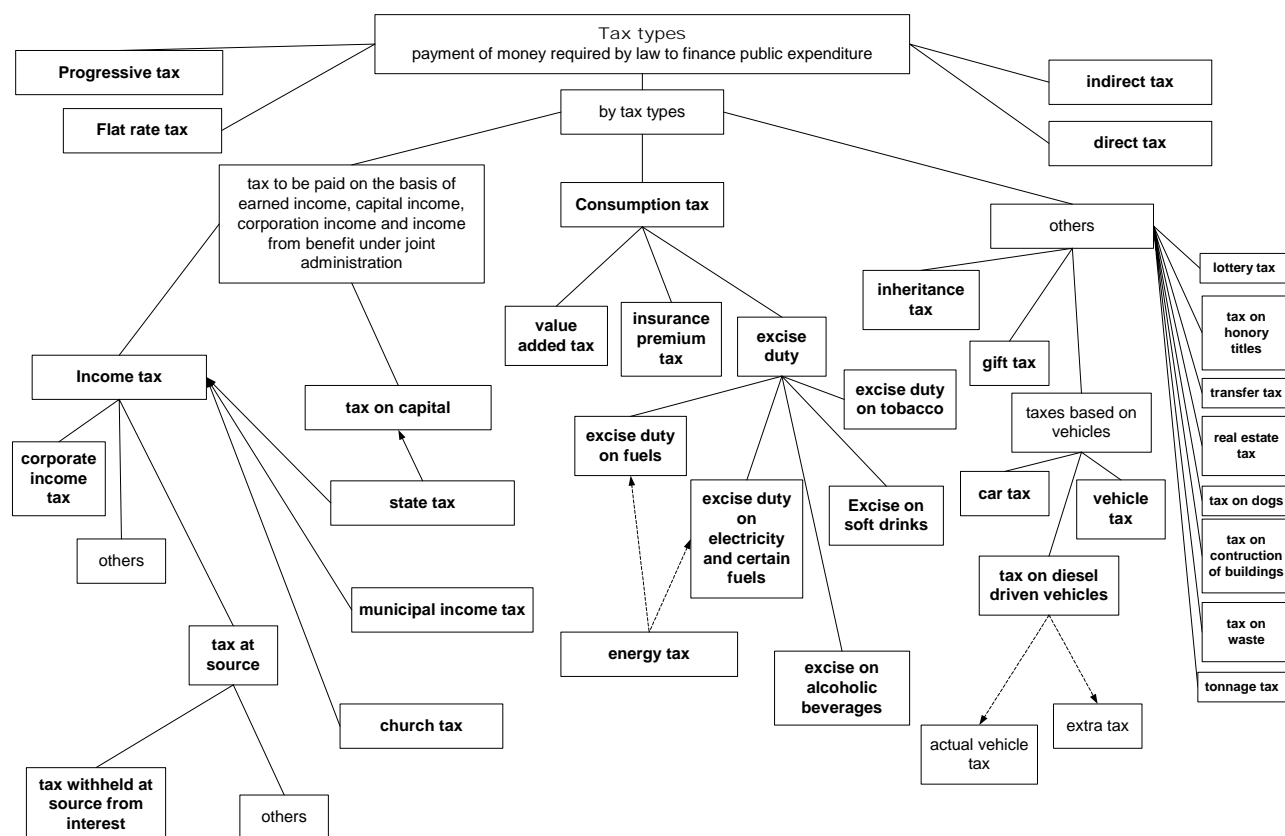 Tax types
payment of money required by law to finance public expenditure
Progressive tax
Flat rate tax
indirect tax
direct tax
by tax types
tax to be paid on the basis of
earned income, capital income,
corporation income and income
from benefit under joint
administration
Consumption tax
others
inheritance
tax
gift tax
taxes based on
vehicles
lottery tax
tax on
honory
titles
transfer tax
real estate
tax
tax on dogs
tax on
contruction
of buildings
tax on
waste
tonnage tax
value
added tax
insurance
premium
tax
excise
duty
excise duty
on tobacco
excise duty
on fuels
excise duty
on
electricity
and certain
fuels
Excise on
soft drinks
energy tax
excise on
alcoholic
beverages
car tax
vehicle
tax
tax on diesel
driven vehicles
actual vehicle
tax
extra tax
Income tax
tax on capital
corporate
income
tax
others
state tax
municipal income tax
church tax
tax at
source
tax withheld at
source from
interest
others